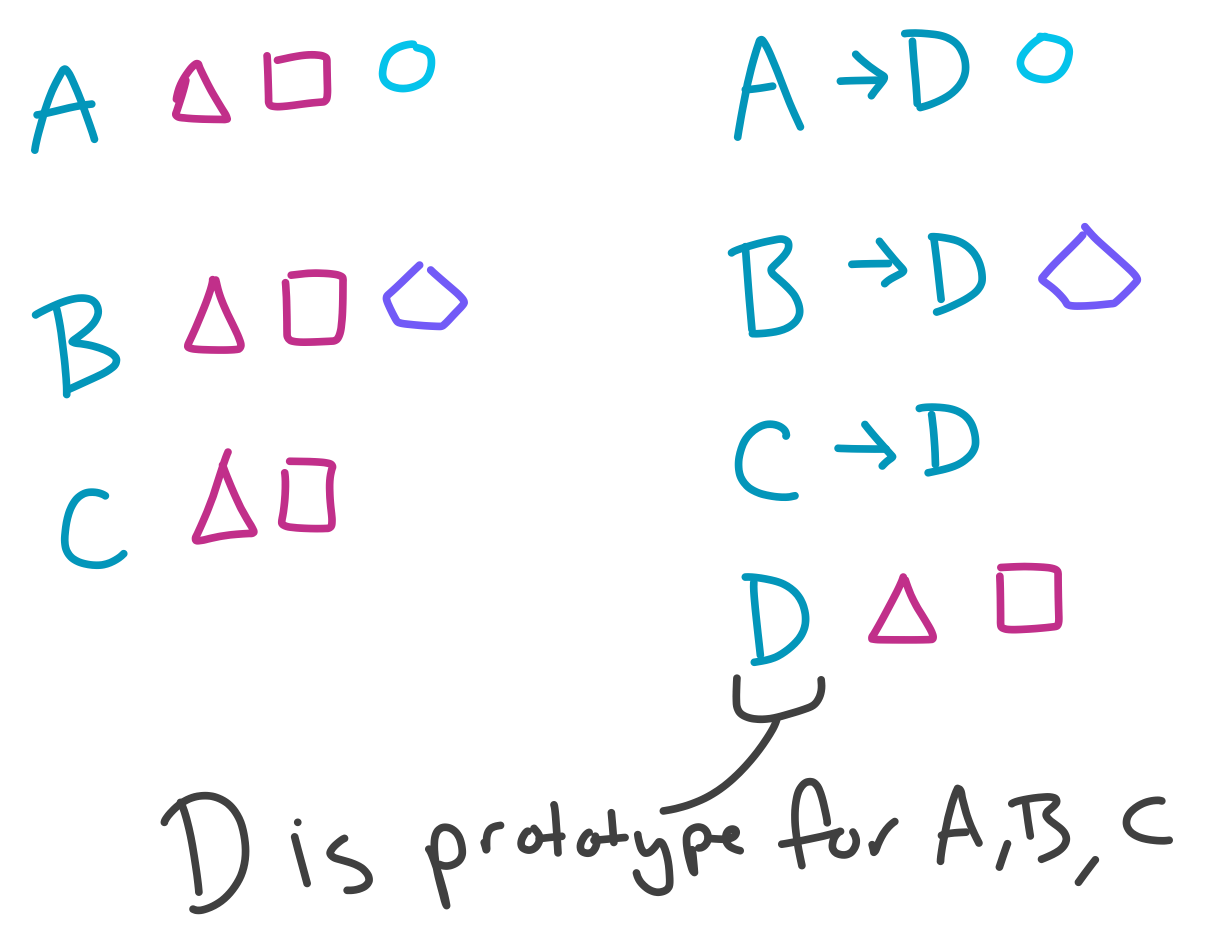 A
A → D
B
B → D
C
C → D
D
D is prototype for A, B, C